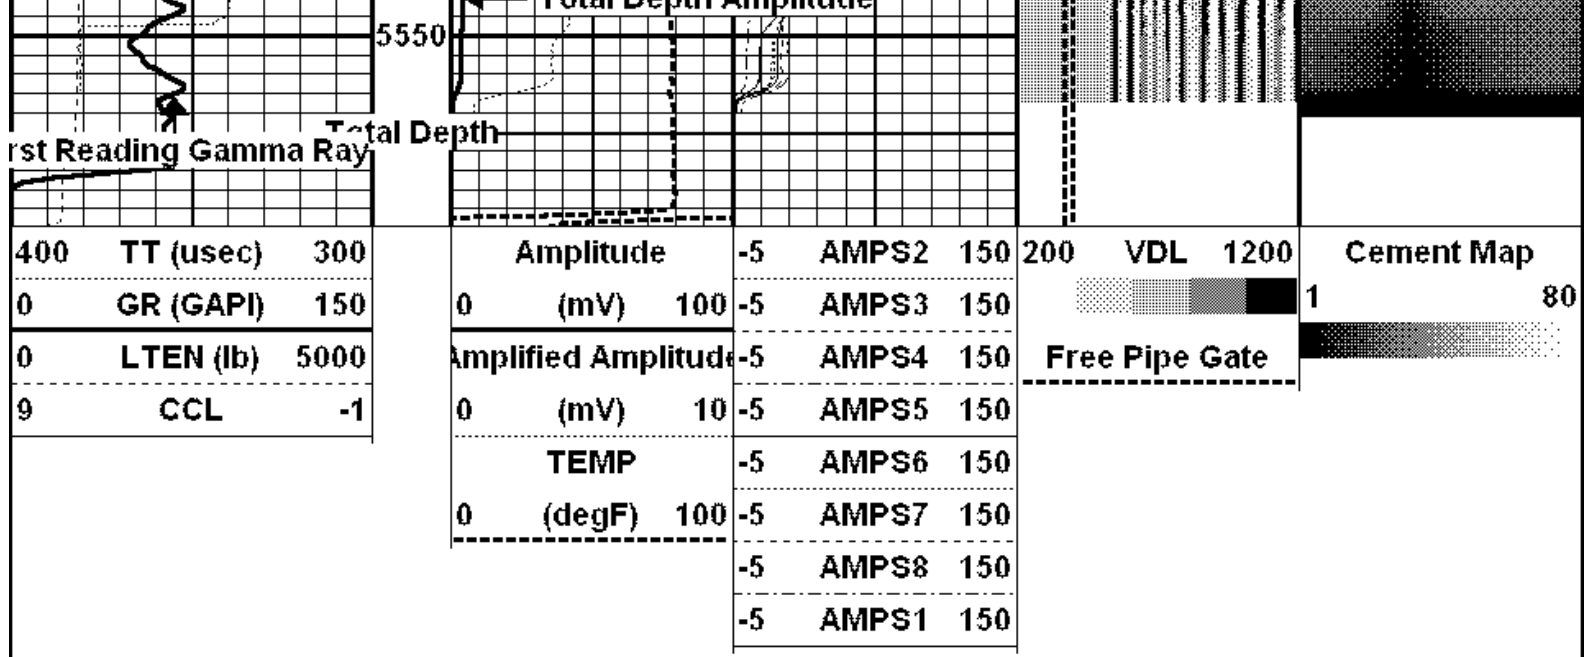 Total Depth Amplitude
5550
Total Depth
rst Reading Gamma Ray
400 TT (usec) 300
0 GR (GAPI) 150
0 LTEN (lb) 5000
9 CCL -1
Amplitude
0 (mV) 100
Amplified Amplitude
0 (mV) 10
TEMP
0 (degF) 100
-5 AMPS2 150
-5 AMPS3 150
-5 AMPS4 150
-5 AMPS5 150
-5 AMPS6 150
-5 AMPS7 150
-5 AMPS8 150
-5 AMPS1 150
200 VDL 1200
Free Pipe Gate
Cement Map
1 80